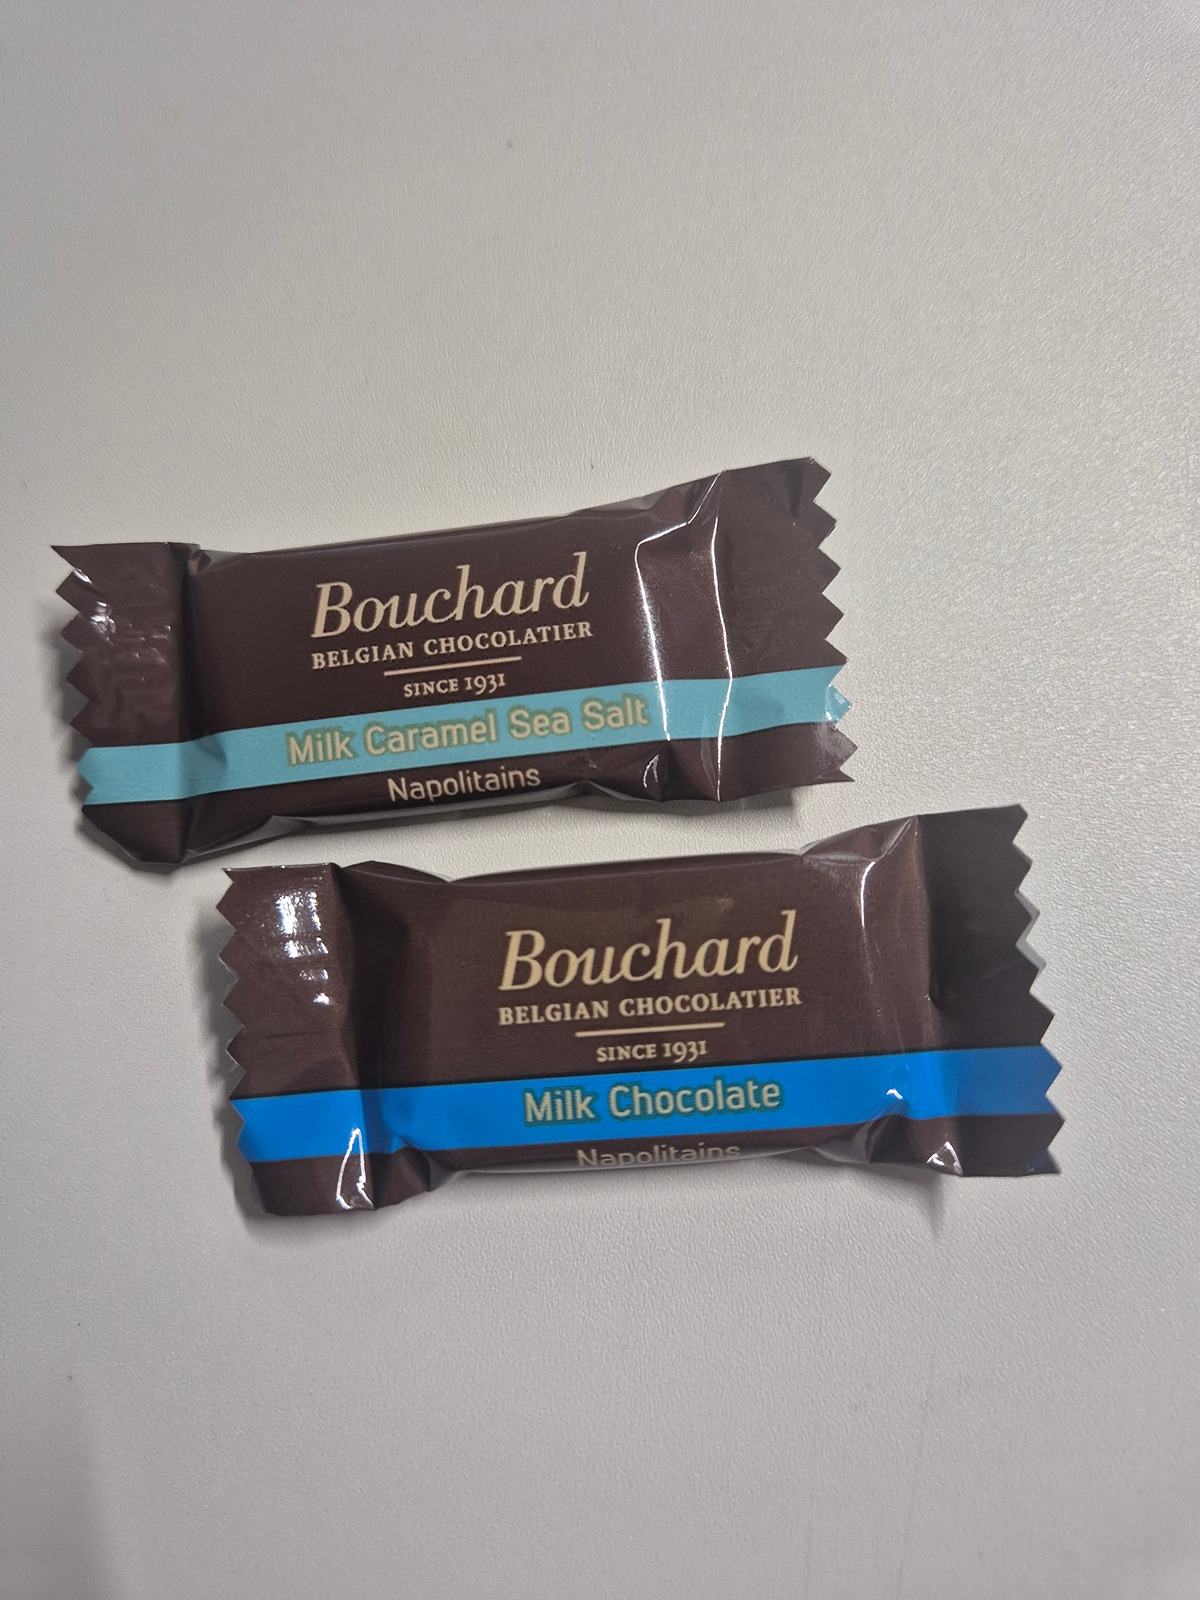 Bouchard
BELGIAN CHOCOLATIER
SINCE 1931
Milk Caramel Sea Salt
Napolitains
Bouchard
BELGIAN CHOCOLATIER
SINCE 1931
Milk Chocolate
Napolitains